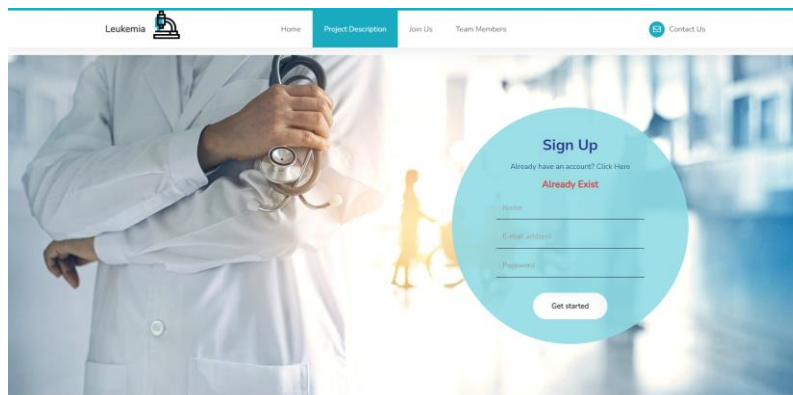 Leukemia
Home
Project Description
Join Us
Team Members
Contact Us
Sign Up
Already have an account? Click Here
Already Exist
Name
E-mail address
Password
Get started